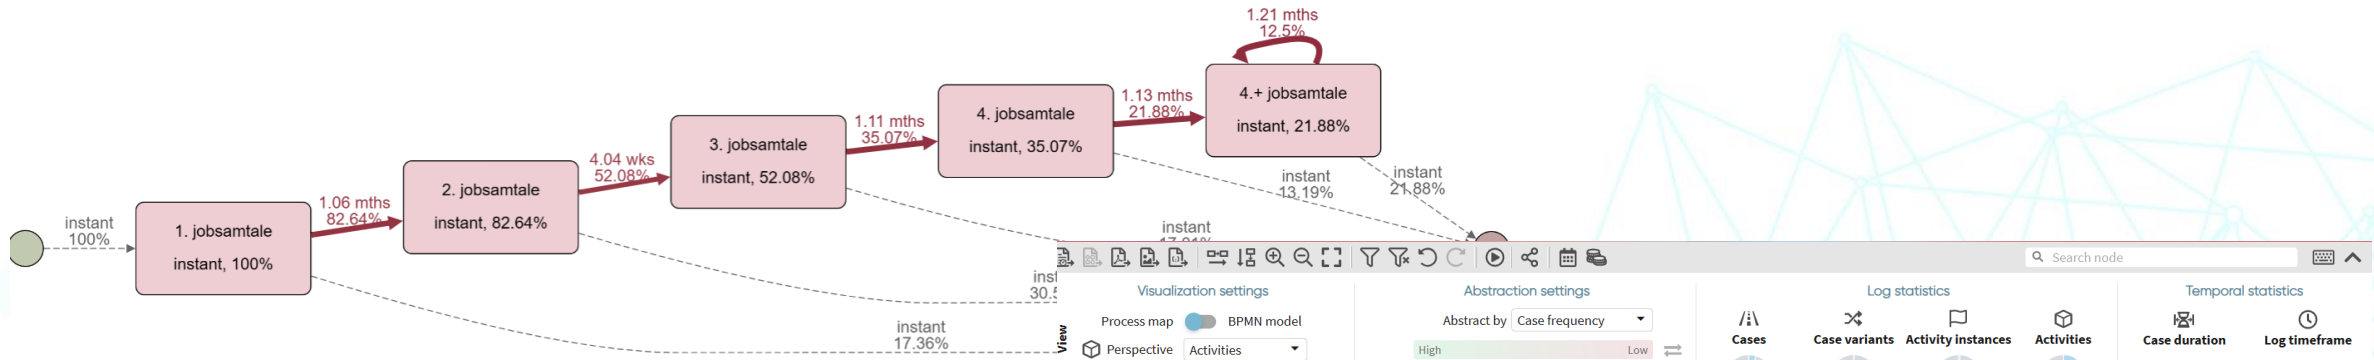 1.21 mths
12.5%
4.+ jobsamtale
instant, 21.88%
1.13 mths
21.88%
4. jobsamtale
instant, 35.07%
1.11 mths
35.07%
3. jobsamtale
instant, 52.08%
4.04 wks
52.08%
2. jobsamtale
instant, 82.64%
1.06 mths
82.64%
1. jobsamtale
instant, 100%
instant
100%
instant
21.88%
instant
13.19%
instant
instant
17.36%
Search node
Visualization settings
Abstraction settings
Log statistics
Temporal statistics
View
Process map
BPMN model
Abstract by
Case frequency
Perspective
Activities
High
Low
Cases
Case variants
Activity instances
Activities
Case duration
Log timeframe